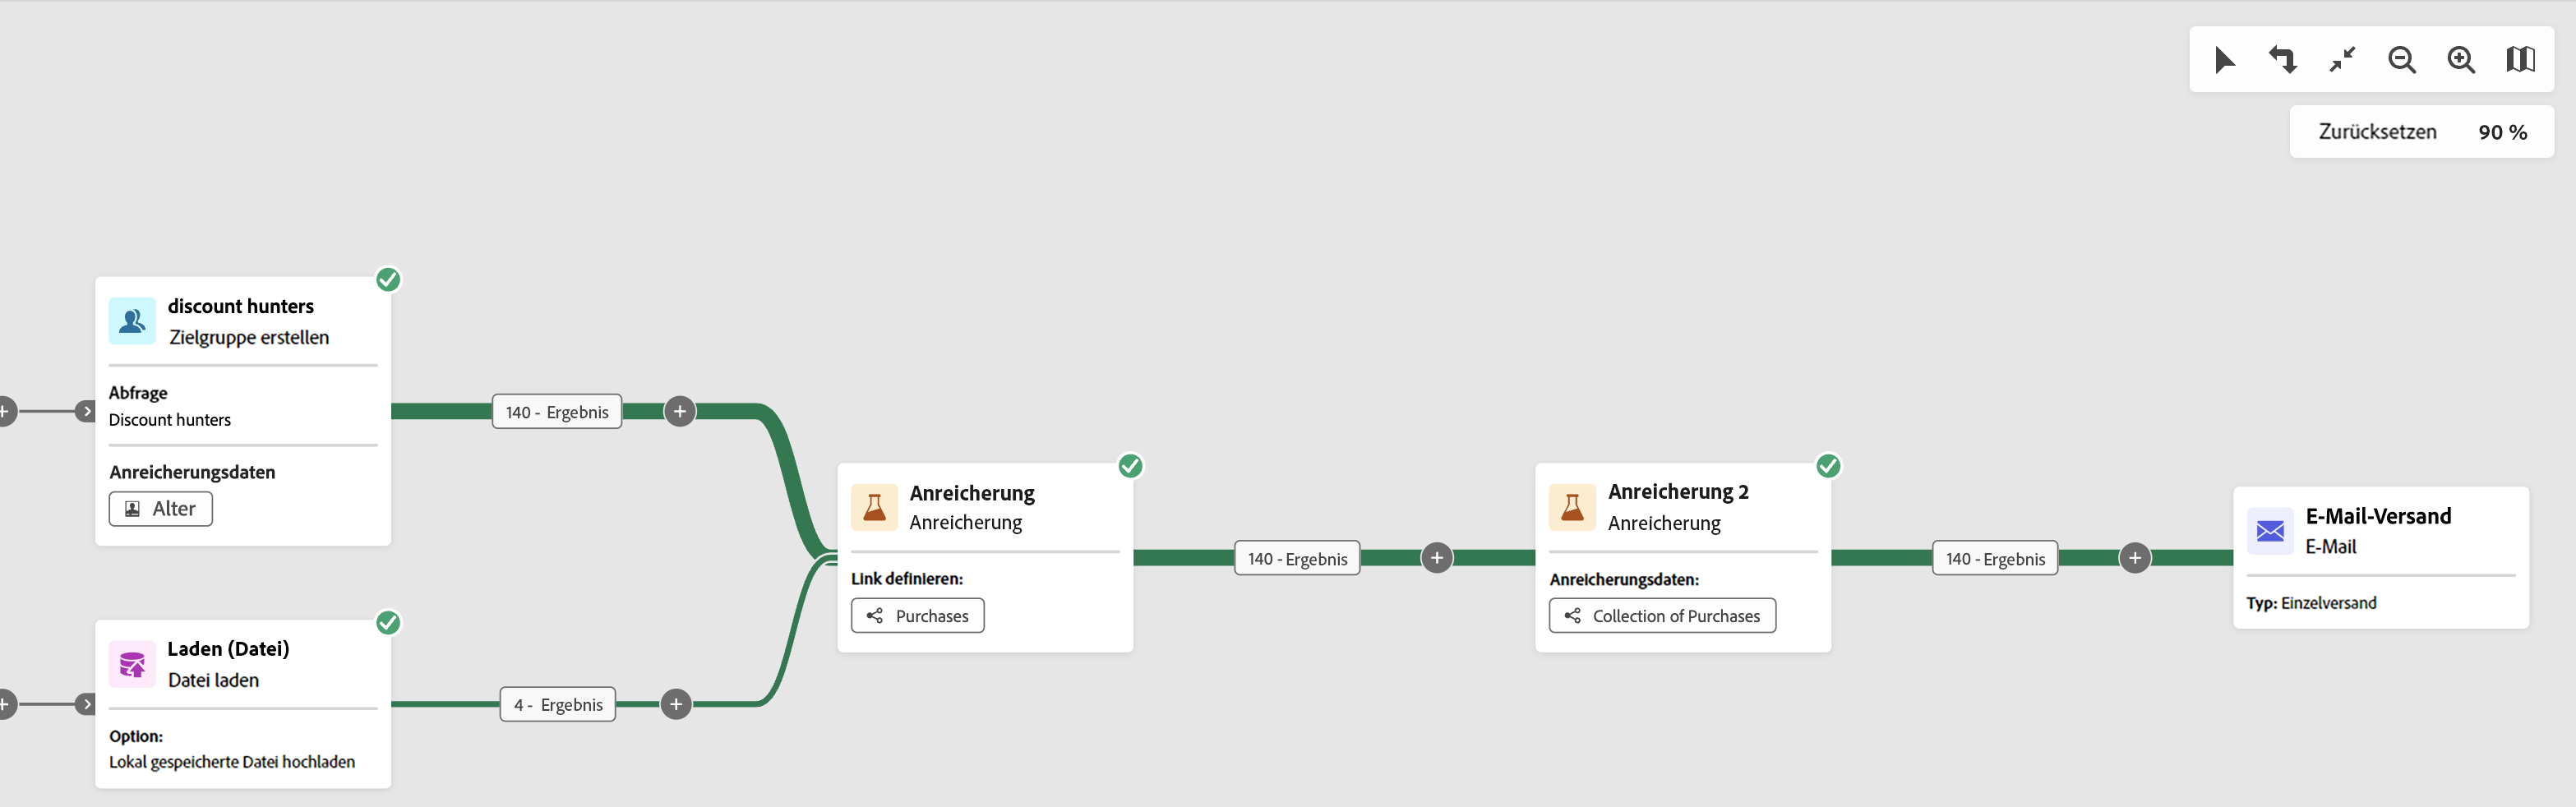 Zurücksetzen 90 %
discount hunters
Zielgruppe erstellen
Abfrage
Discount hunters
Anreicherungsdaten
Alter
140 - Ergebnis
Laden (Datei)
Datei laden
Option:
Lokal gespeicherte Datei hochladen
4 - Ergebnis
Anreicherung
Anreicherung
Link definieren:
Purchases
140 - Ergebnis
Anreicherung 2
Anreicherung
Anreicherungsdaten:
Collection of Purchases
140 - Ergebnis
E-Mail-Versand
E-Mail
Typ: Einzelversand